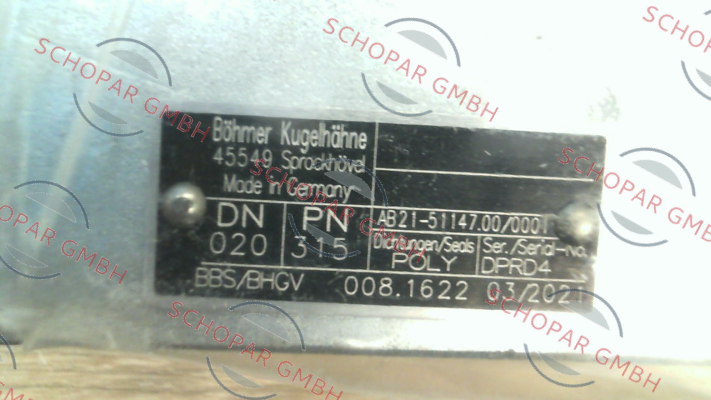 Böhmer Kugelhähne
45549 Sprockhövel
Made in Germany
DN
020
PN
315
AB21-51147.00/0001
Dichtungen/Seals
POLY
Ser./Serial-No.
DPRD4
BBS/BHGV 008.1622 03/2021
SCHOPAR GMBH
SCHOPAR GMBH
SCHOPAR GMBH
SCHOPAR GMBH
SCHOPAR GMBH
SCHOPAR GMBH
SCHOPAR GMBH
SCHOPAR GMBH
SCHOPAR GMBH